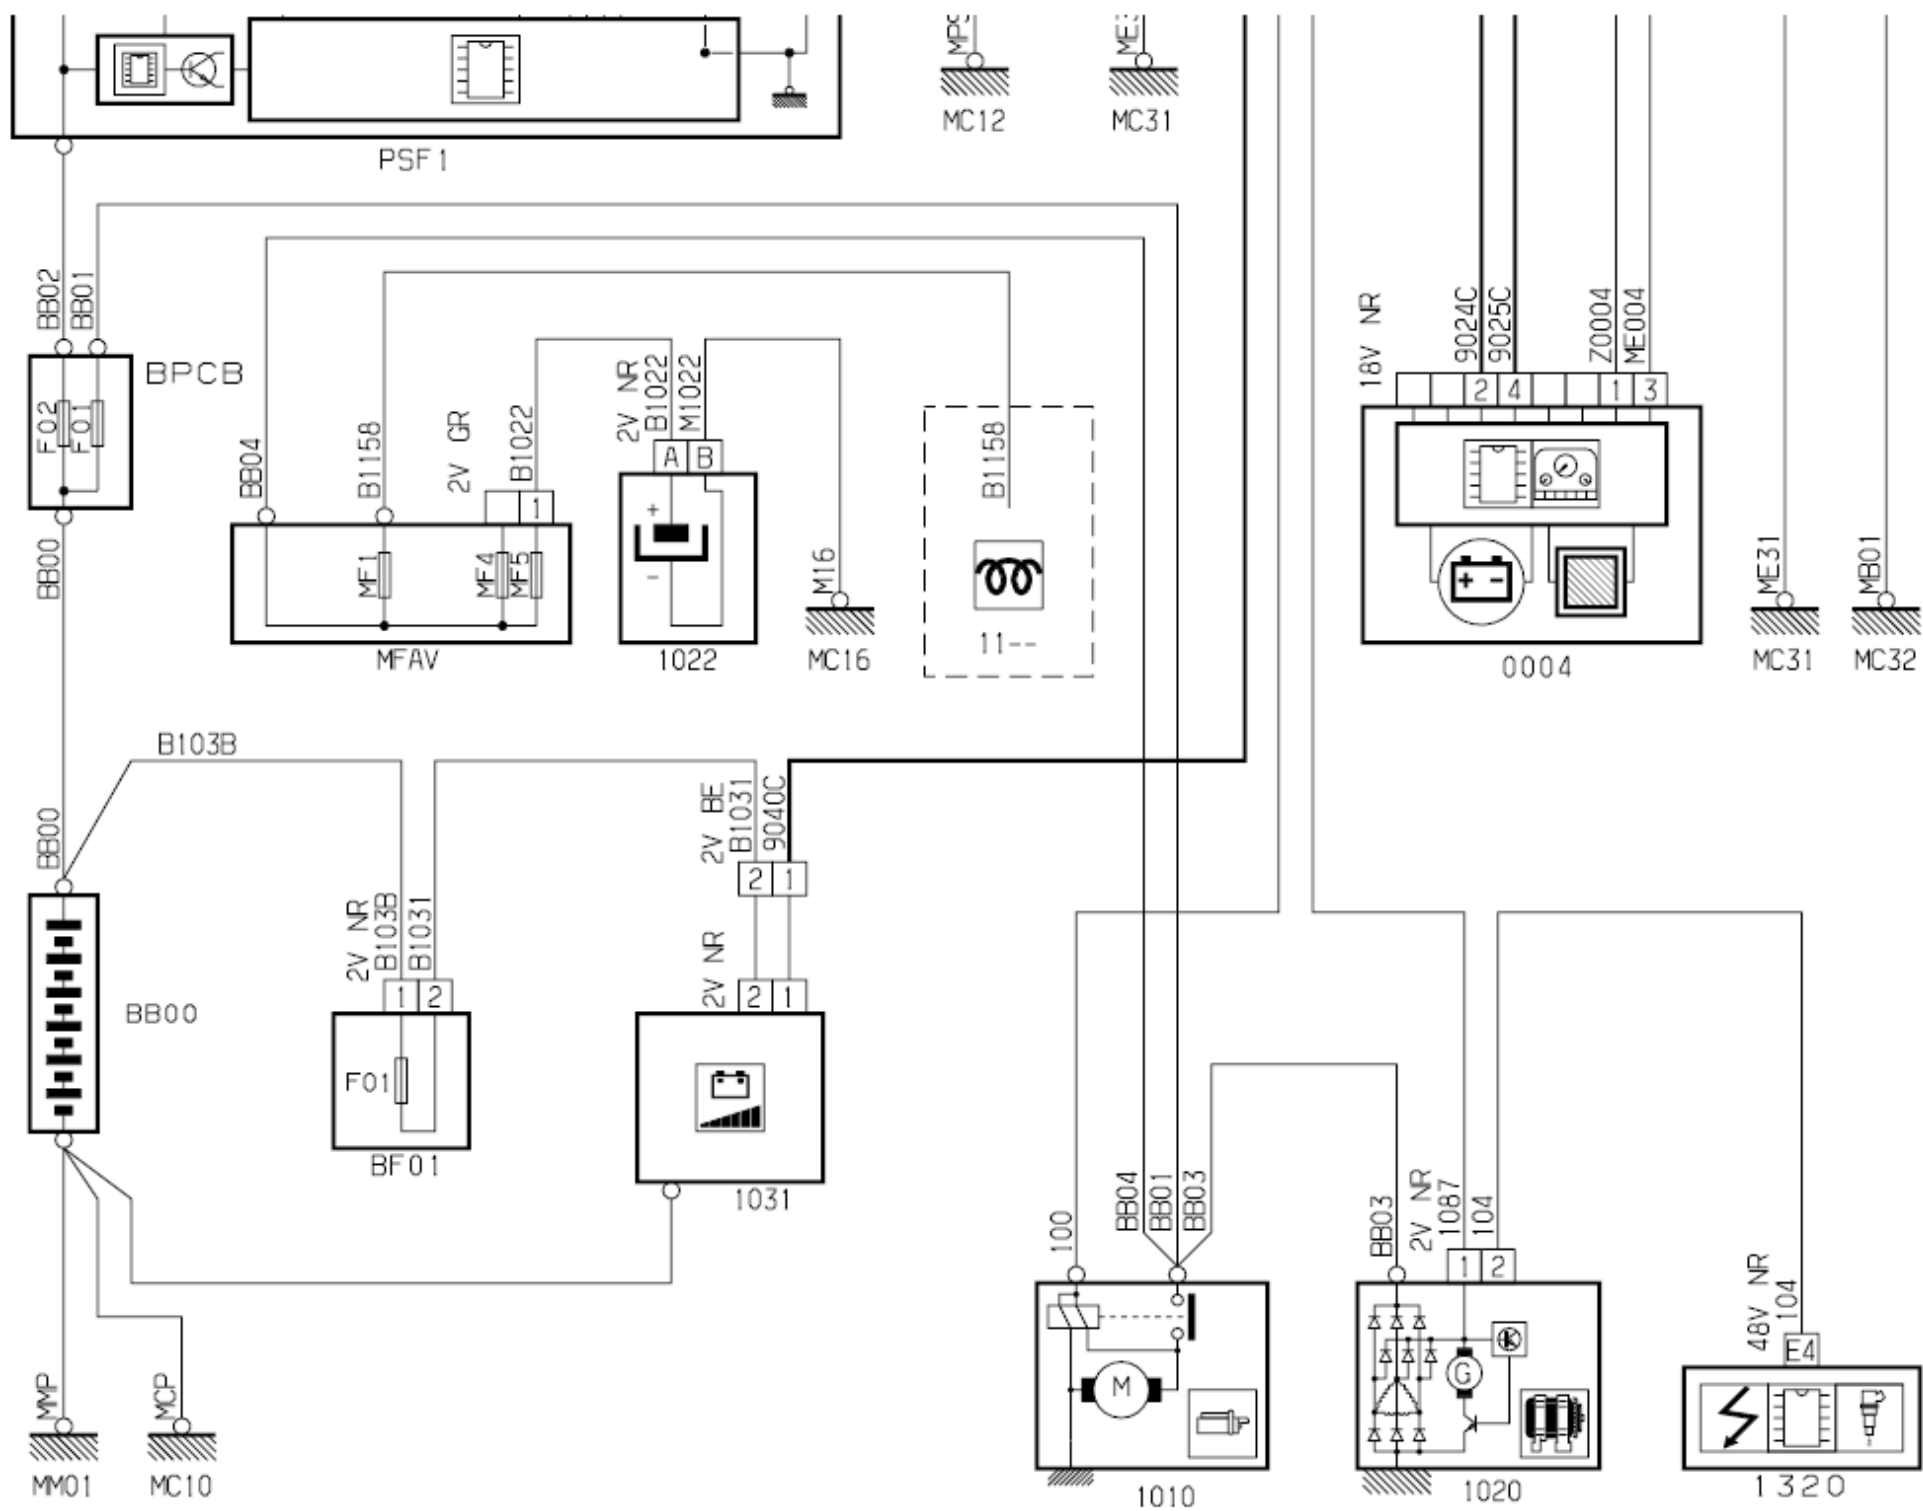 MC12
MC31
PSF1
BB02
BB01
BPCB
F02
F01
BB00
BB04
B1158
2V GR
B1022
1
MF1
MF4
MF5
MFAV
2V NR
B1022
M1022
A B
+
-
1022
M16
MC16
B1158
11--
18V NR
9024C
9025C
Z0004
ME004
2 4 1 3
+ -
0004
ME31
MC31
MB01
MC32
B103B
BB00
BB00
2V NR
B103B
B1031
1 2
F01
BF01
2V BE
B1031
9040C
2 1
2V NR
2 1
1031
MMP
MCP
MM01
MC10
100
BB04
BB01
BB03
M
1010
BB03
2V NR
1087
104
1 2
G
1020
48V NR
104
E4
1320